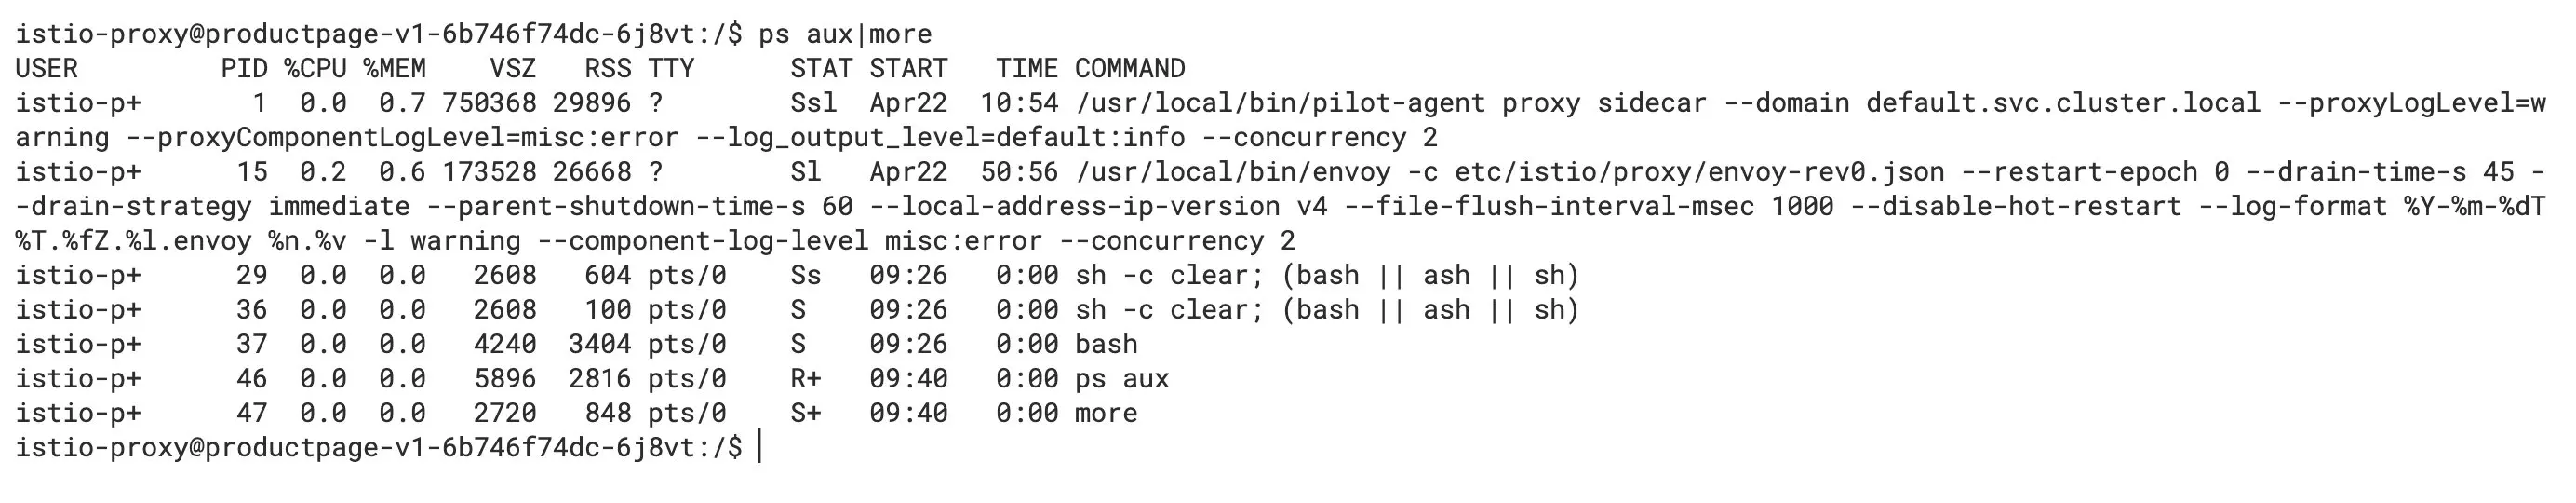 istio-proxy@productpage-v1-6b746f74dc-6j8vt:/$ ps aux|more
USER         PID %CPU %MEM    VSZ   RSS TTY      STAT START   TIME COMMAND
istio-p+       1  0.0  0.7 750368 29896 ?        Ssl  Apr22  10:54 /usr/local/bin/pilot-agent proxy sidecar --domain default.svc.cluster.local --proxyLogLevel=w
arning --proxyComponentLogLevel=misc:error --log_output_level=default:info --concurrency 2
istio-p+      15  0.2  0.6 173528 26668 ?        Sl   Apr22  50:56 /usr/local/bin/envoy -c etc/istio/proxy/envoy-rev0.json --restart-epoch 0 --drain-time-s 45 -
-drain-strategy immediate --parent-shutdown-time-s 60 --local-address-ip-version v4 --file-flush-interval-msec 1000 --disable-hot-restart --log-format %Y-%m-%dT
%T.%fZ.%l.envoy %n.%v -l warning --component-log-level misc:error --concurrency 2
istio-p+      29  0.0  0.0   2608   604 pts/0    Ss   09:26   0:00 sh -c clear; (bash || ash || sh)
istio-p+      36  0.0  0.0   2608   100 pts/0    S    09:26   0:00 sh -c clear; (bash || ash || sh)
istio-p+      37  0.0  0.0   4240  3404 pts/0    S    09:26   0:00 bash
istio-p+      46  0.0  0.0   5896  2816 pts/0    R+   09:40   0:00 ps aux
istio-p+      47  0.0  0.0   2720   848 pts/0    S+   09:40   0:00 more
istio-proxy@productpage-v1-6b746f74dc-6j8vt:/$